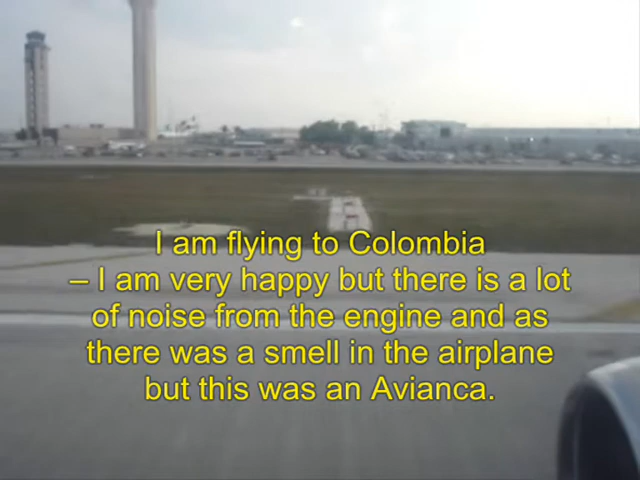 I am flying to Colombia
– I am very happy but there is a lot
of noise from the engine and as
there was a smell in the airplane
but this was an Avianca.